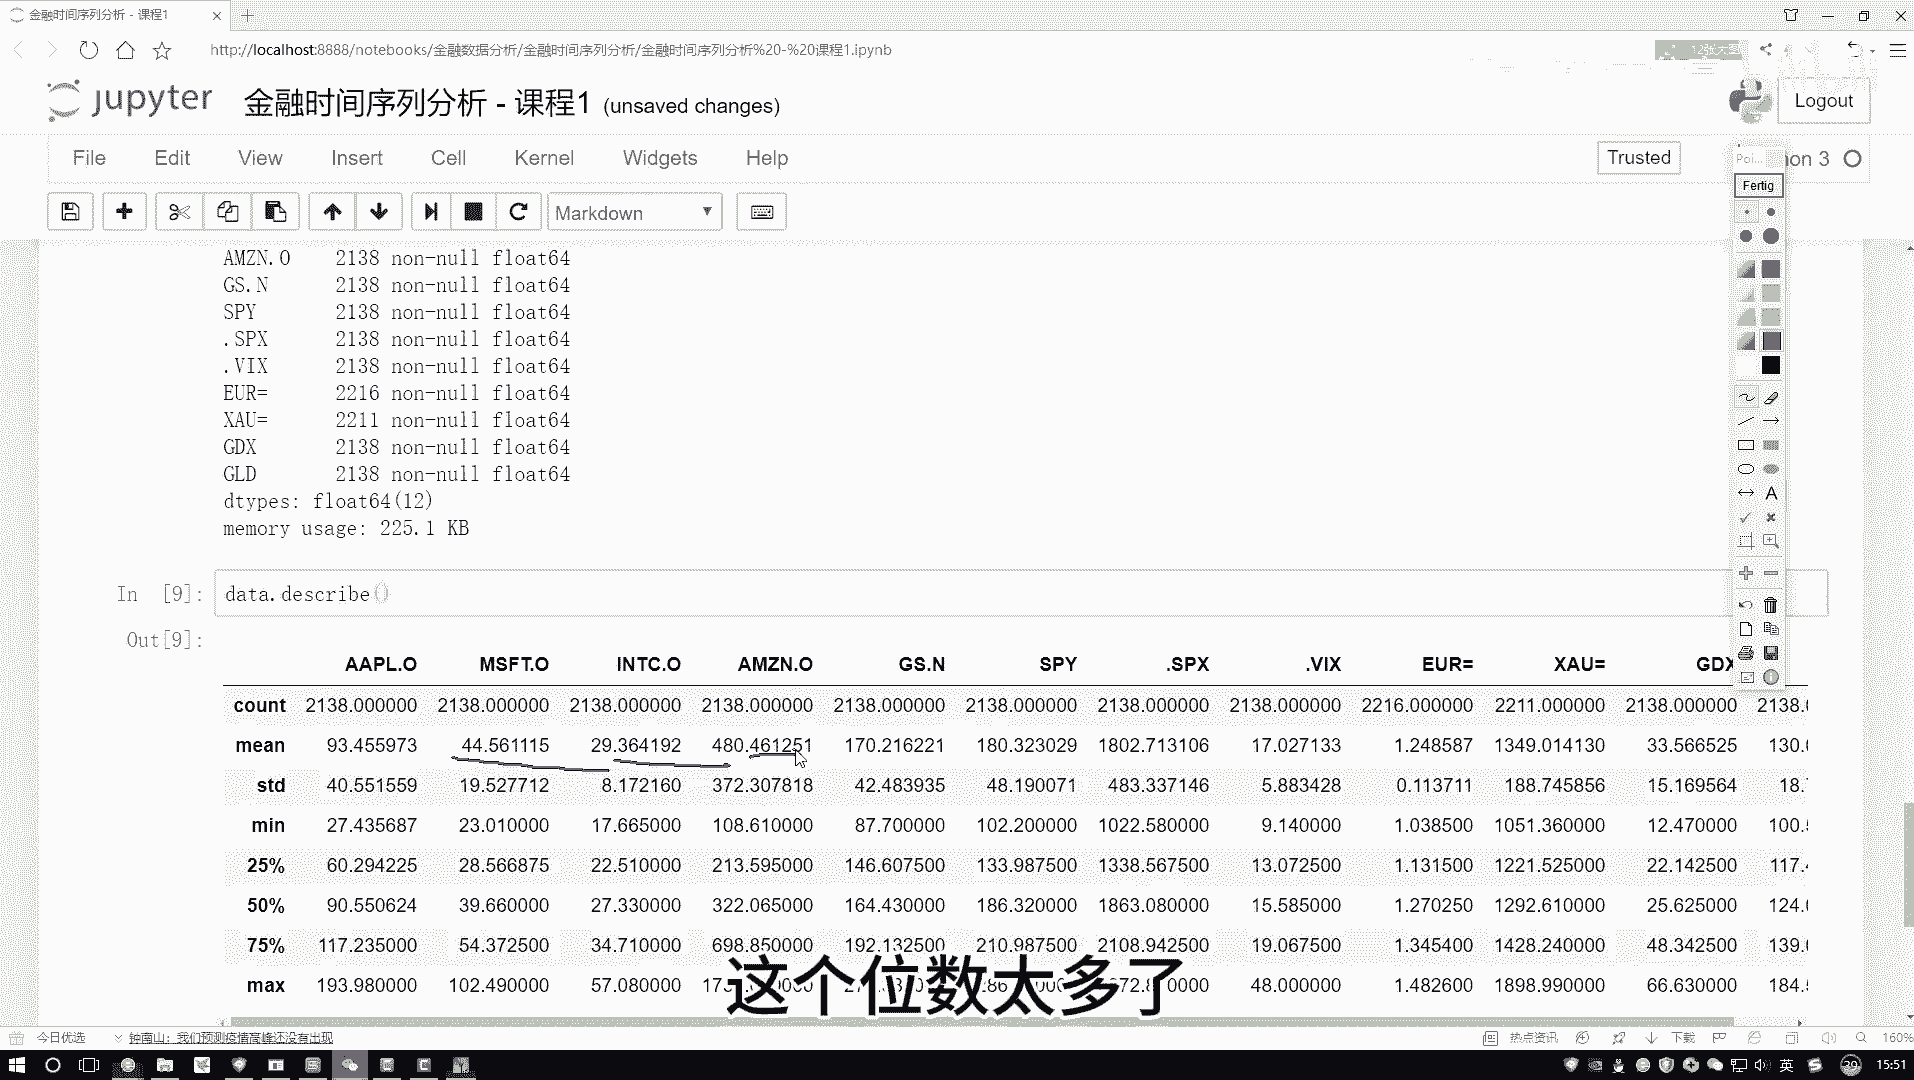 金融时间序列分析 - 课程1
http://localhost:8888/notebooks/金融数据分析/金融时间序列分析/金融时间序列分析%20-%20课程1.ipynb
12张大图
jupyter 金融时间序列分析 - 课程1 (unsaved changes)
Logout
File Edit View Insert Cell Kernel Widgets Help
Trusted
Poi... on 3
Fertig
Markdown
AMZN.O 2138 non-null float64
GS.N 2138 non-null float64
SPY 2138 non-null float64
.SPX 2138 non-null float64
.VIX 2138 non-null float64
EUR= 2216 non-null float64
XAU= 2211 non-null float64
GDX 2138 non-null float64
GLD 2138 non-null float64
dtypes: float64(12)
memory usage: 225.1 KB
In [9]: data.describe()
Out[9]:
AAPL.O MSFT.O INTC.O AMZN.O GS.N SPY .SPX .VIX EUR= XAU= GDX
count 2138.000000 2138.000000 2138.000000 2138.000000 2138.000000 2138.000000 2138.000000 2138.000000 2216.000000 2211.000000 2138.000000 2138.
mean 93.455973 44.561115 29.364192 480.461251 170.216221 180.323029 1802.713106 17.027133 1.248587 1349.014130 33.566525 130.
std 40.551559 19.527712 8.172160 372.307818 42.483935 48.190071 483.337146 5.883428 0.113711 188.745856 15.169564 18.
min 27.435687 23.010000 17.665000 108.610000 87.700000 102.200000 1022.580000 9.140000 1.038500 1051.360000 12.470000 100.
25% 60.294225 28.566875 22.510000 213.595000 146.607500 133.987500 1338.567500 13.072500 1.131500 1221.525000 22.142500 117.
50% 90.550624 39.660000 27.330000 322.065000 164.430000 186.320000 1863.080000 15.585000 1.270250 1292.610000 25.625000 124.
75% 117.235000 54.372500 34.710000 698.850000 192.132500 210.987500 2108.942500 19.067500 1.345400 1428.240000 48.342500 139.
max 193.980000 102.490000 57.080000 48.000000 1.482600 1898.990000 66.630000 184.
这个位数太多了
今日优选 钟南山：我们预测疫情高峰还没有出现
热点资讯 下载 160%
英 29 15:51